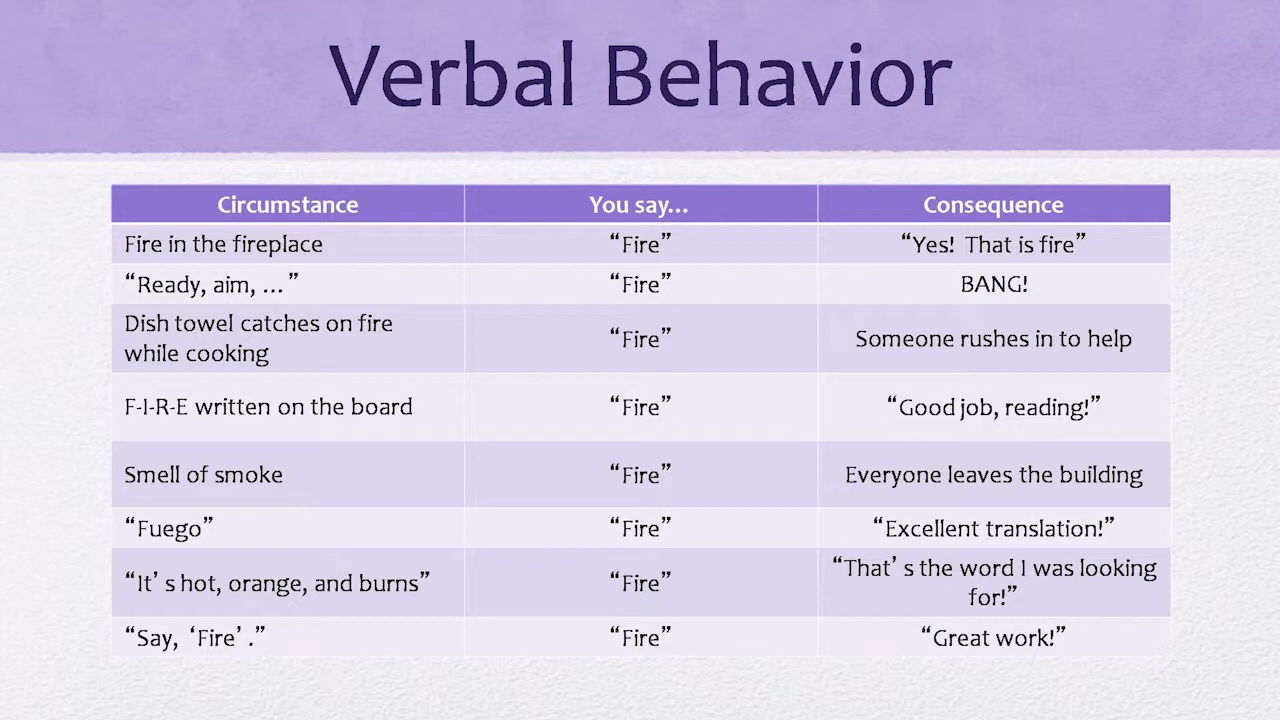 Verbal Behavior
Circumstance You say... Consequence
Fire in the fireplace “Fire” “Yes! That is fire”
“Ready, aim, ...” “Fire” BANG!
Dish towel catches on fire
while cooking “Fire” Someone rushes in to help
F-I-R-E written on the board “Fire” “Good job, reading!”
Smell of smoke “Fire” Everyone leaves the building
“Fuego” “Fire” “Excellent translation!”
“It’s hot, orange, and burns” “Fire” “That’s the word I was looking
for!”
“Say, ‘Fire’.” “Fire” “Great work!”